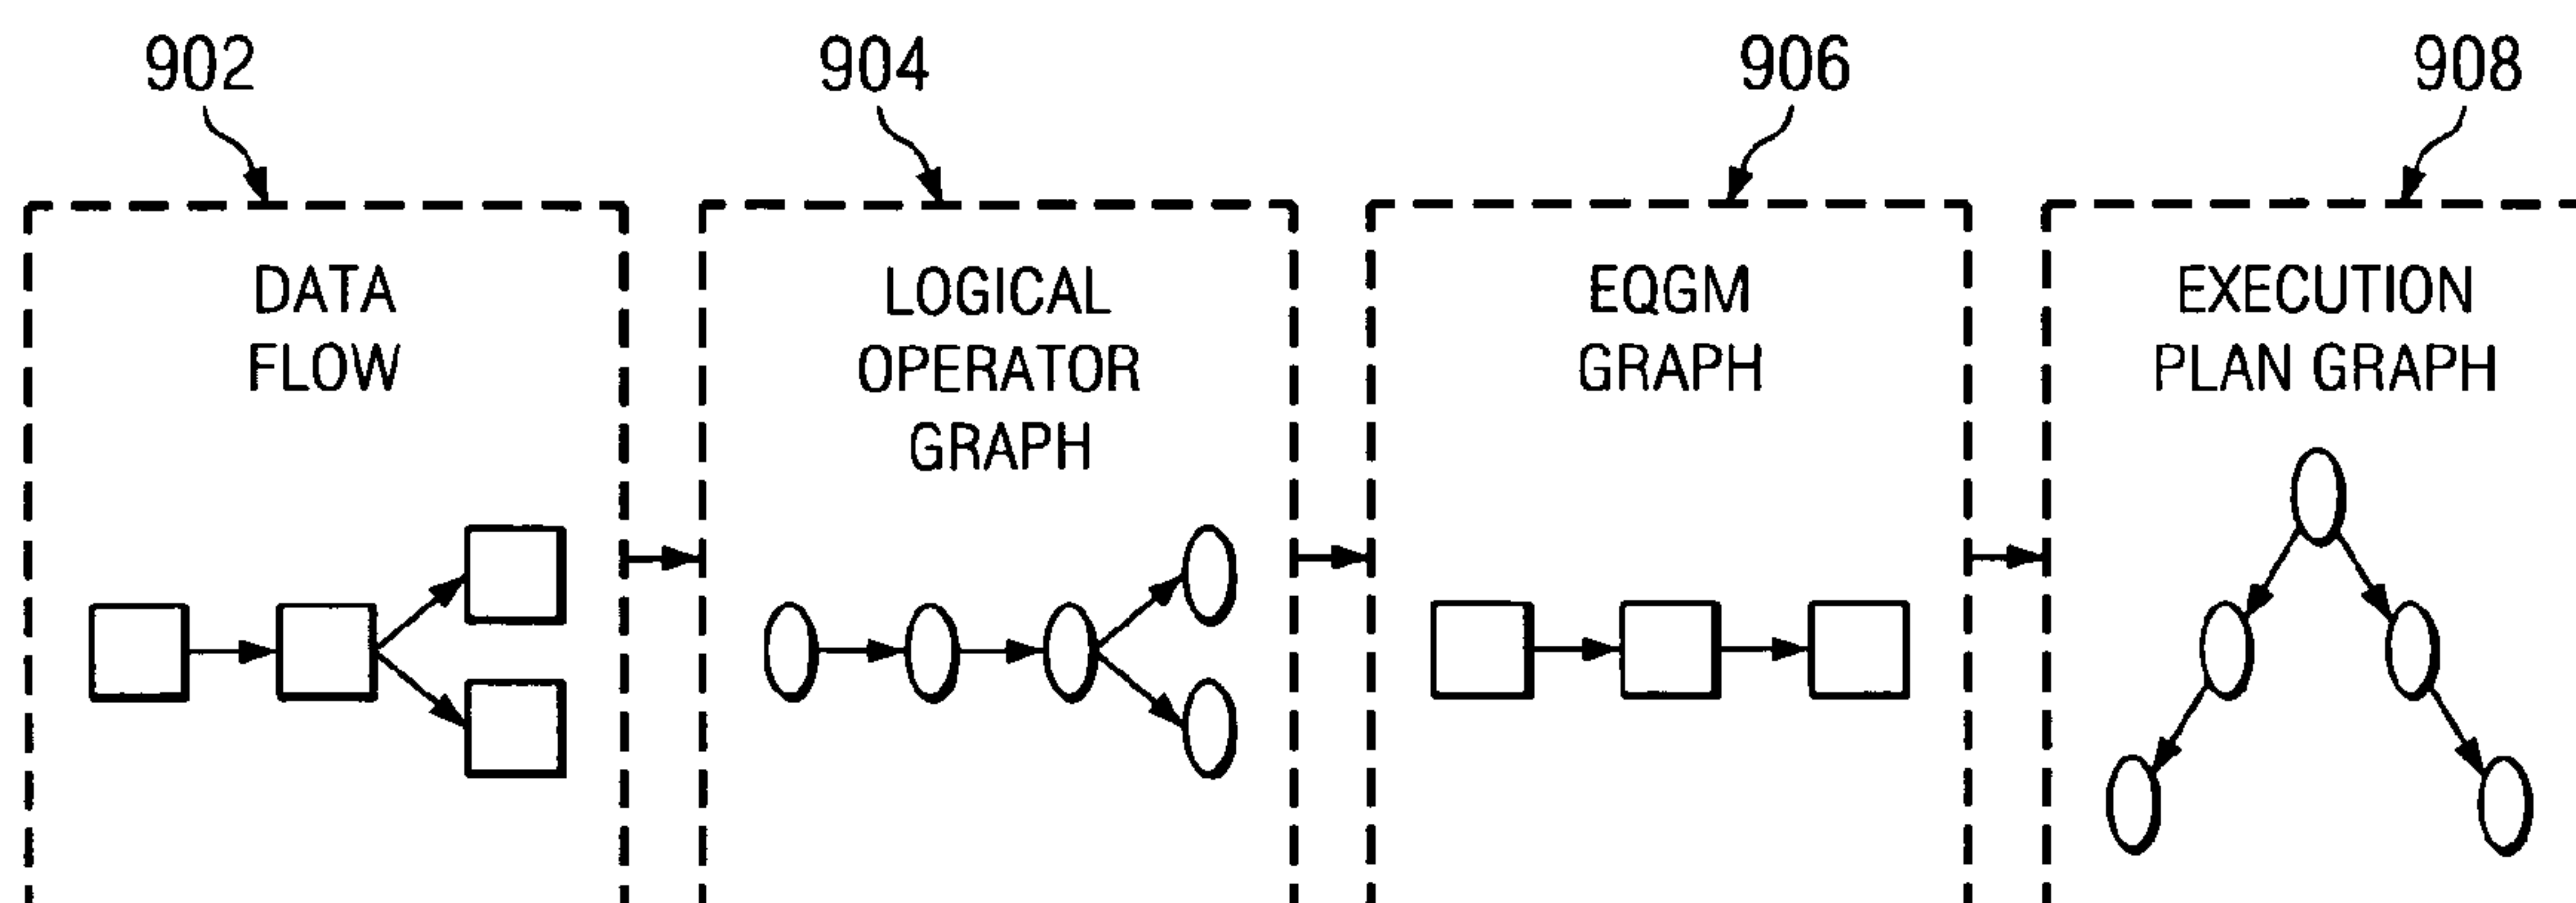 902
904
906
908
DATA
FLOW
LOGICAL
OPERATOR
GRAPH
EQGM
GRAPH
EXECUTION
PLAN GRAPH